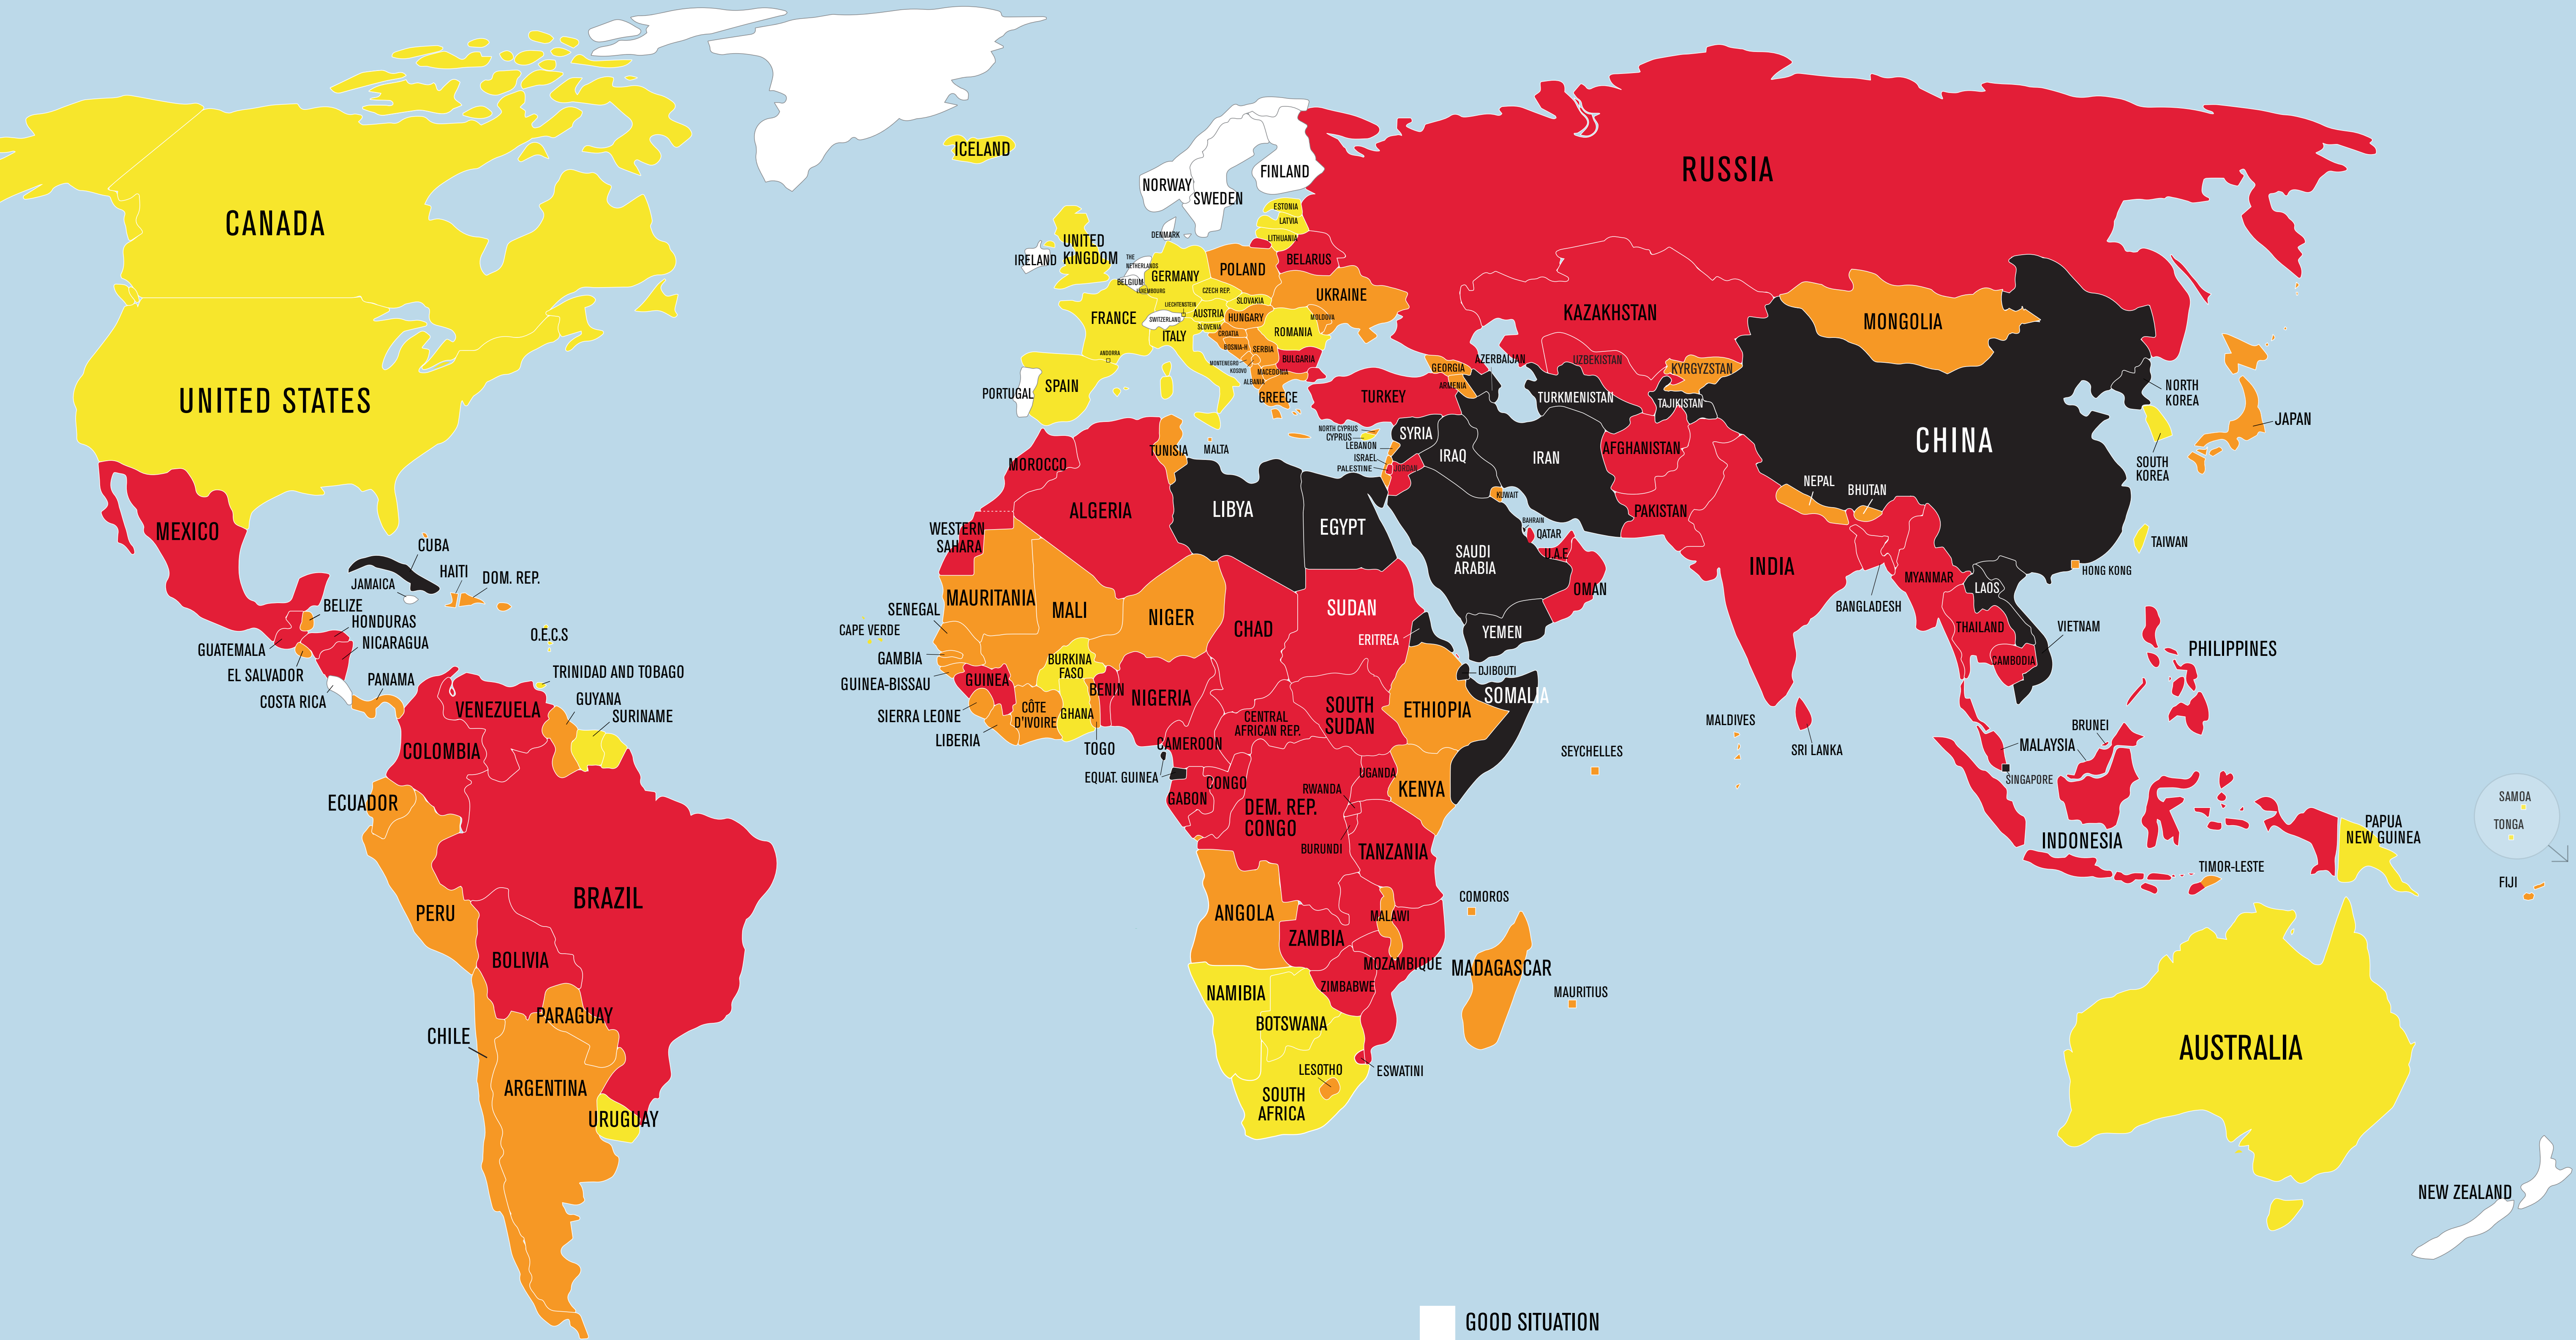 CANADA
UNITED STATES
MEXICO
CUBA
JAMAICA
HAITI
DOM. REP.
BELIZE
HONDURAS
NICARAGUA
GUATEMALA
EL SALVADOR
COSTA RICA
PANAMA
O.E.C.S
TRINIDAD AND TOBAGO
GUYANA
SURINAME
VENEZUELA
COLOMBIA
ECUADOR
PERU
BRAZIL
BOLIVIA
PARAGUAY
CHILE
ARGENTINA
URUGUAY
ICELAND
NORWAY
SWEDEN
FINLAND
ESTONIA
LATVIA
LITHUANIA
DENMARK
IRELAND
UNITED
KINGDOM
THE
NETHERLANDS
BELGIUM
LUXEMBOURG
GERMANY
POLAND
BELARUS
UKRAINE
CZECH REP.
SLOVAKIA
LIECHTENSTEIN
AUSTRIA
HUNGARY
MOLDOVA
FRANCE
SWITZERLAND
SLOVENIA
CROATIA
ROMANIA
ITALY
BOSNIA-H
SERBIA
BULGARIA
ANDORRA
MONTENEGRO
KOSOVO
MACEDONIA
ALBANIA
PORTUGAL
SPAIN
GREECE
MALTA
RUSSIA
KAZAKHSTAN
MONGOLIA
UZBEKISTAN
KYRGYZSTAN
GEORGIA
AZERBAIJAN
ARMENIA
TURKEY
TURKMENISTAN
TAJIKISTAN
NORTH CYPRUS
CYPRUS
LEBANON
ISRAEL
PALESTINE
JORDAN
SYRIA
IRAQ
IRAN
AFGHANISTAN
PAKISTAN
KUWAIT
BAHRAIN
QATAR
U.A.E
SAUDI
ARABIA
OMAN
YEMEN
CHINA
NORTH
KOREA
SOUTH
KOREA
JAPAN
NEPAL
BHUTAN
INDIA
BANGLADESH
MYANMAR
LAOS
THAILAND
CAMBODIA
VIETNAM
HONG KONG
TAIWAN
PHILIPPINES
MALDIVES
SRI LANKA
BRUNEI
MALAYSIA
SINGAPORE
INDONESIA
TIMOR-LESTE
PAPUA
NEW GUINEA
SAMOA
TONGA
FIJI
AUSTRALIA
NEW ZEALAND
MOROCCO
WESTERN
SAHARA
ALGERIA
TUNISIA
LIBYA
EGYPT
MAURITANIA
MALI
NIGER
CHAD
SUDAN
ERITREA
DJIBOUTI
SOMALIA
ETHIOPIA
SENEGAL
CAPE VERDE
GAMBIA
GUINEA-BISSAU
GUINEA
SIERRA LEONE
LIBERIA
CÔTE
D'IVOIRE
BURKINA
FASO
GHANA
TOGO
BENIN
NIGERIA
CAMEROON
CENTRAL
AFRICAN REP.
SOUTH
SUDAN
EQUAT. GUINEA
GABON
CONGO
DEM. REP.
CONGO
UGANDA
RWANDA
BURUNDI
KENYA
TANZANIA
SEYCHELLES
COMOROS
ANGOLA
ZAMBIA
MALAWI
MOZAMBIQUE
ZIMBABWE
MADAGASCAR
MAURITIUS
NAMIBIA
BOTSWANA
SOUTH
AFRICA
LESOTHO
ESWATINI
GOOD SITUATION